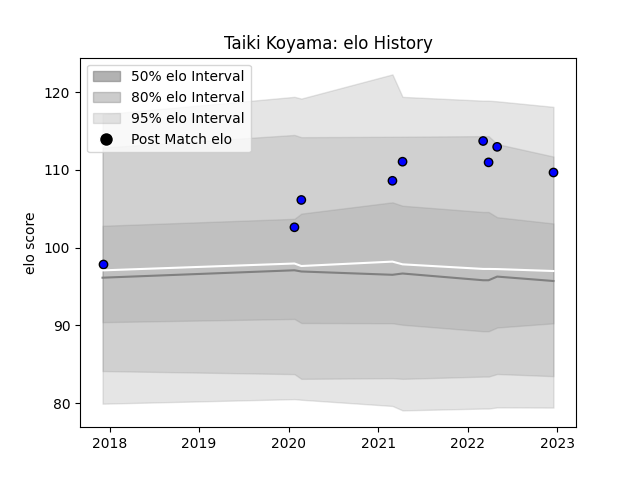 Taiki Koyama: elo History
50% elo Interval
80% elo Interval
95% elo Interval
Post Match elo
elo score
120
110
100
90
80
2018 2019 2020 2021 2022 2023